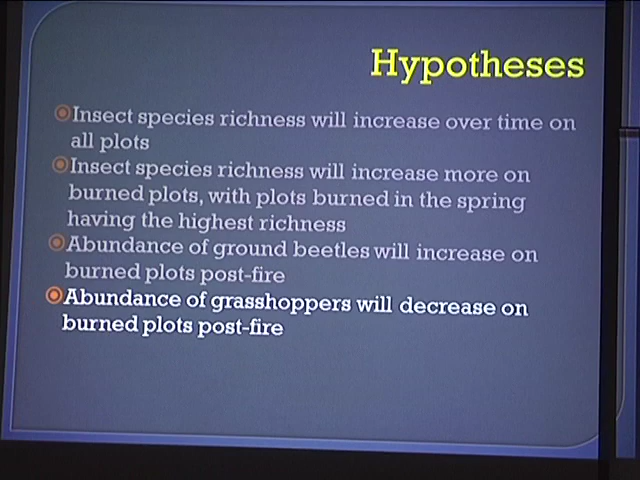 Hypotheses
Insect species richness will increase over time on
all plots
Insect species richness will increase more on
burned plots, with plots burned in the spring
having the highest richness
Abundance of ground beetles will increase on
burned plots post-fire
Abundance of grasshoppers will decrease on
burned plots post-fire